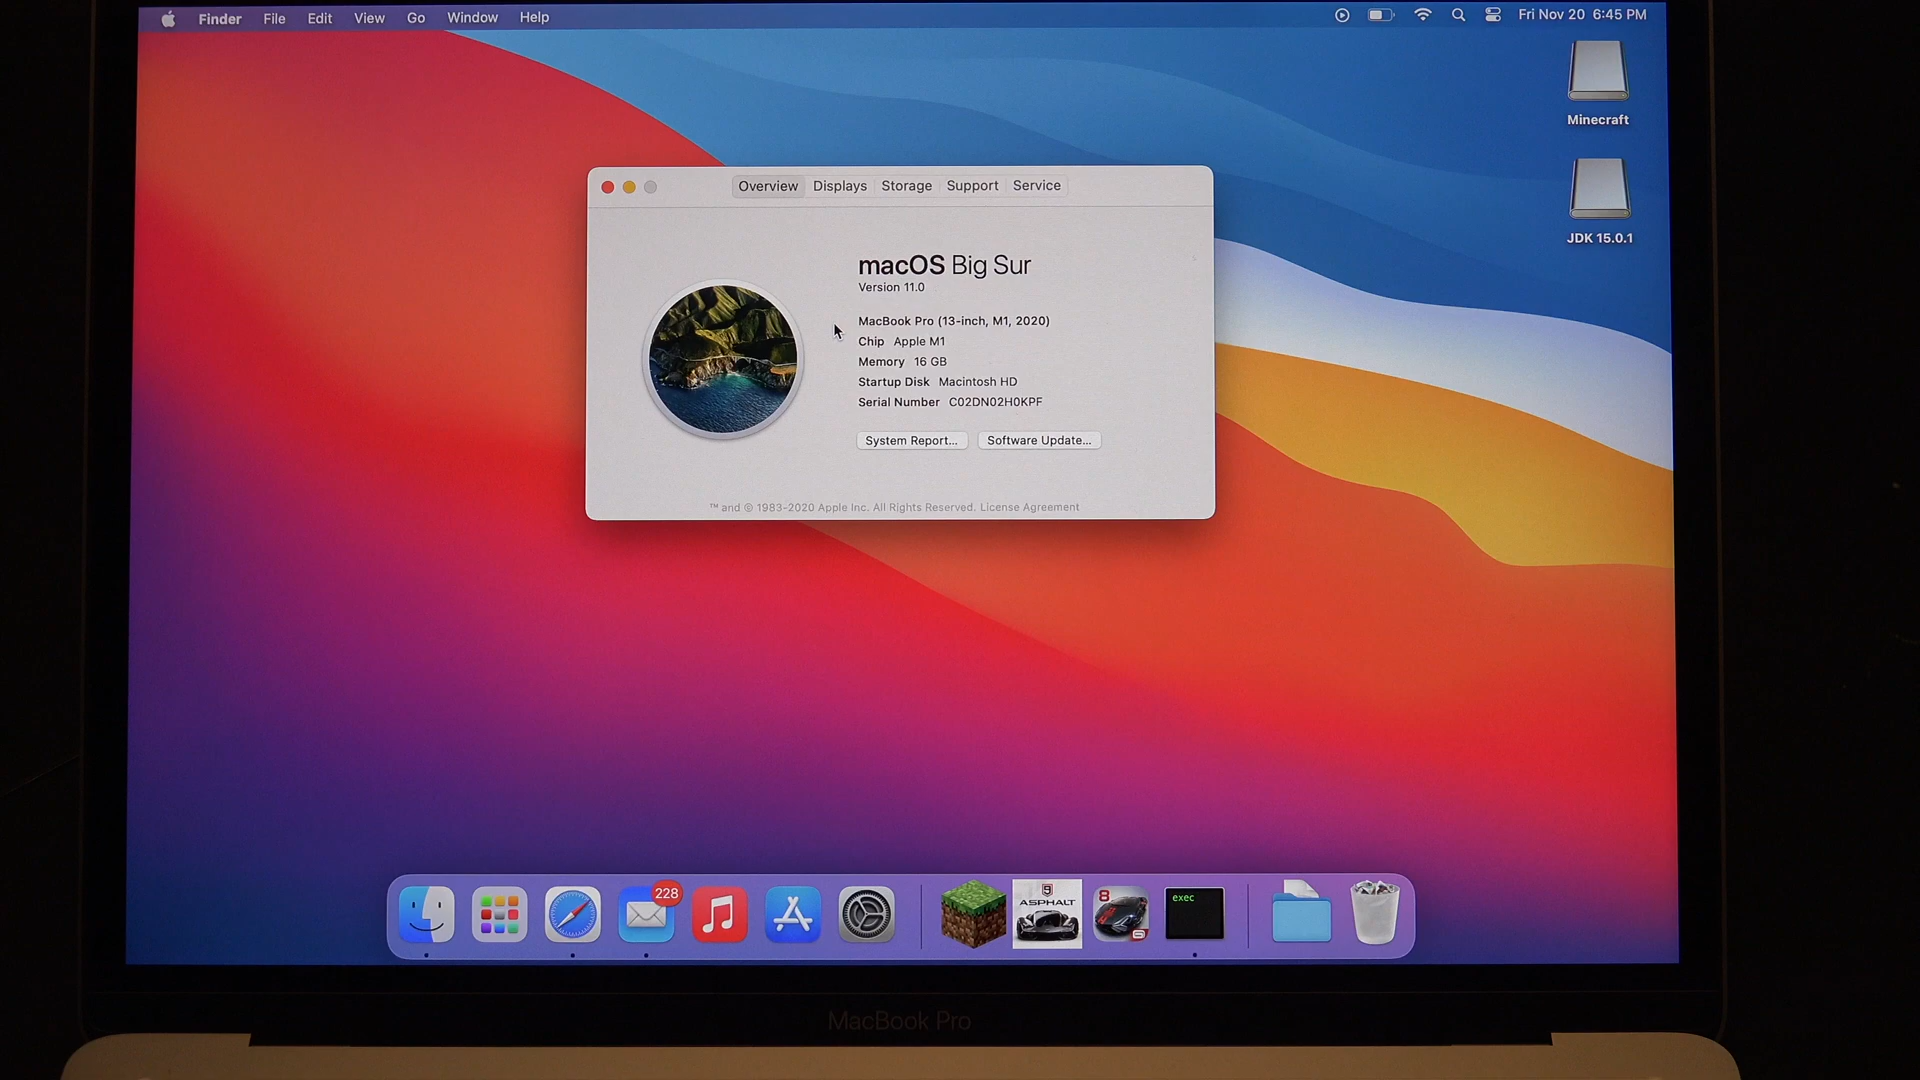 Finder File Edit View Go Window Help
Fri Nov 20 6:45 PM
Minecraft
JDK 15.0.1
Overview Displays Storage Support Service
macOS Big Sur
Version 11.0
MacBook Pro (13-inch, M1, 2020)
Chip Apple M1
Memory 16 GB
Startup Disk Macintosh HD
Serial Number C02DN02H0KPF
System Report... Software Update...
™ and © 1983-2020 Apple Inc. All Rights Reserved. License Agreement
228
9
ASPHALT
8
exec
MacBook Pro